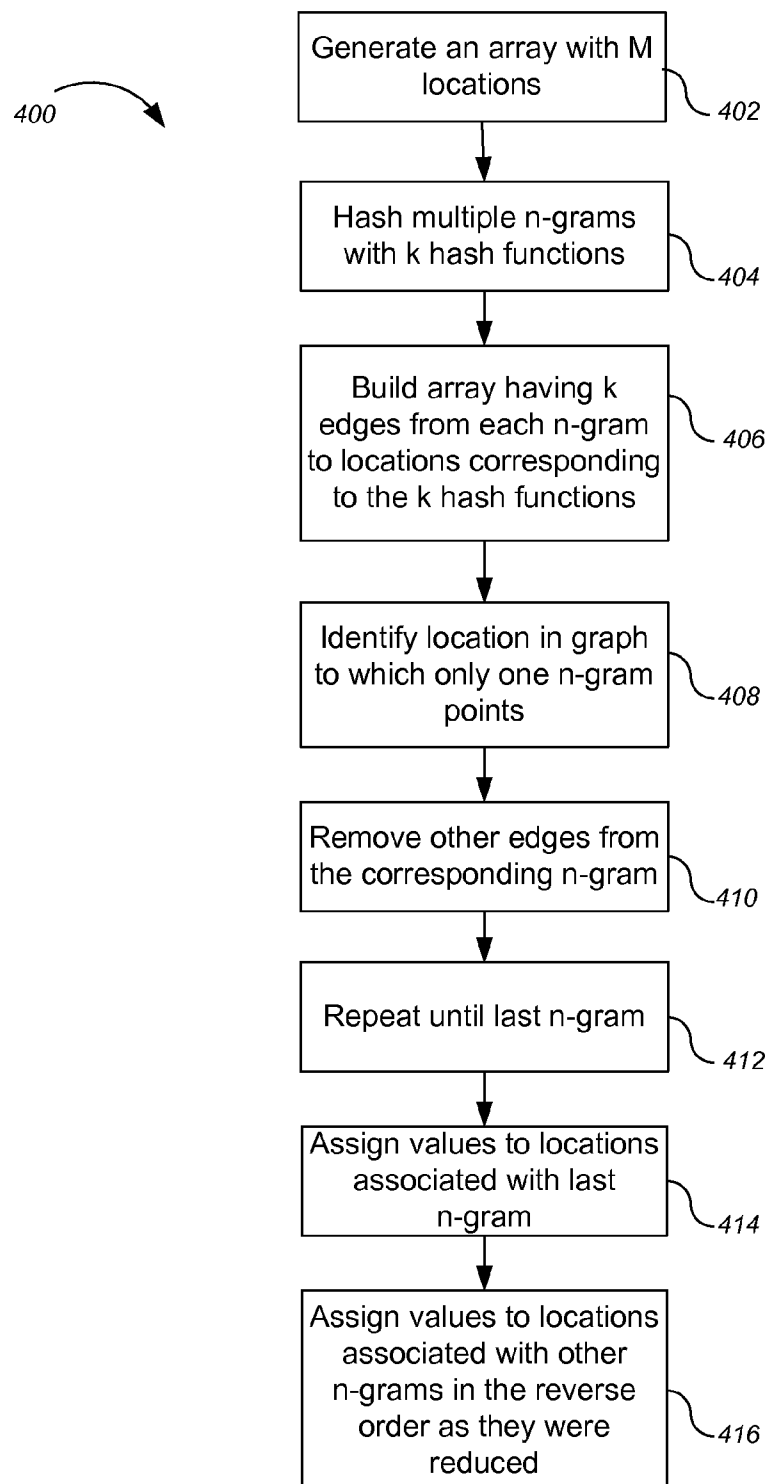 400
Generate an array with M
locations
402
Hash multiple n-grams
with k hash functions
404
Build array having k
edges from each n-gram
to locations corresponding
to the k hash functions
406
Identify location in graph
to which only one n-gram
points
408
Remove other edges from
the corresponding n-gram
410
Repeat until last n-gram
412
Assign values to locations
associated with last
n-gram
414
Assign values to locations
associated with other
n-grams in the reverse
order as they were
reduced
416